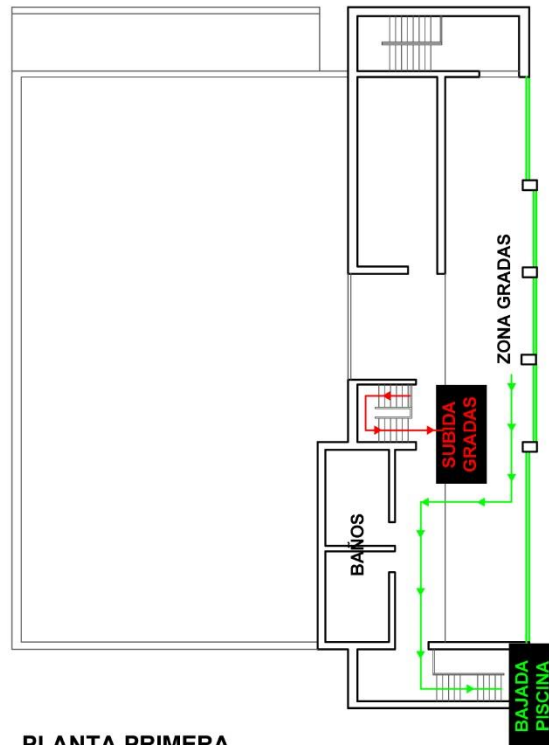 ZONA GRADAS
SUBIDA
GRADAS
BAÑOS
BAJADA
PISCINA
PLANTA PRIMERA